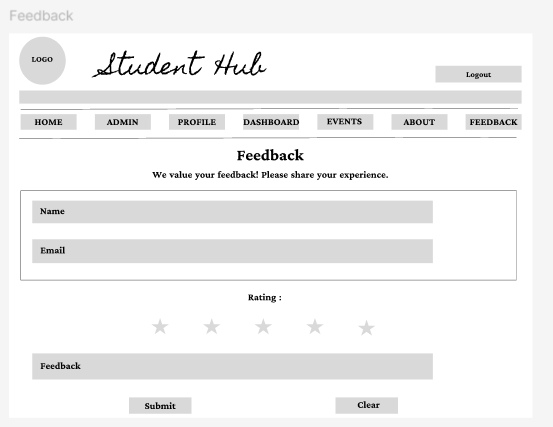 Feedback
LOGO
Student Hub
Logout
HOME ADMIN PROFILE DASHBOARD EVENTS ABOUT FEEDBACK
Feedback
We value your feedback! Please share your experience.
Name
Email
Rating :
Feedback
Submit Clear